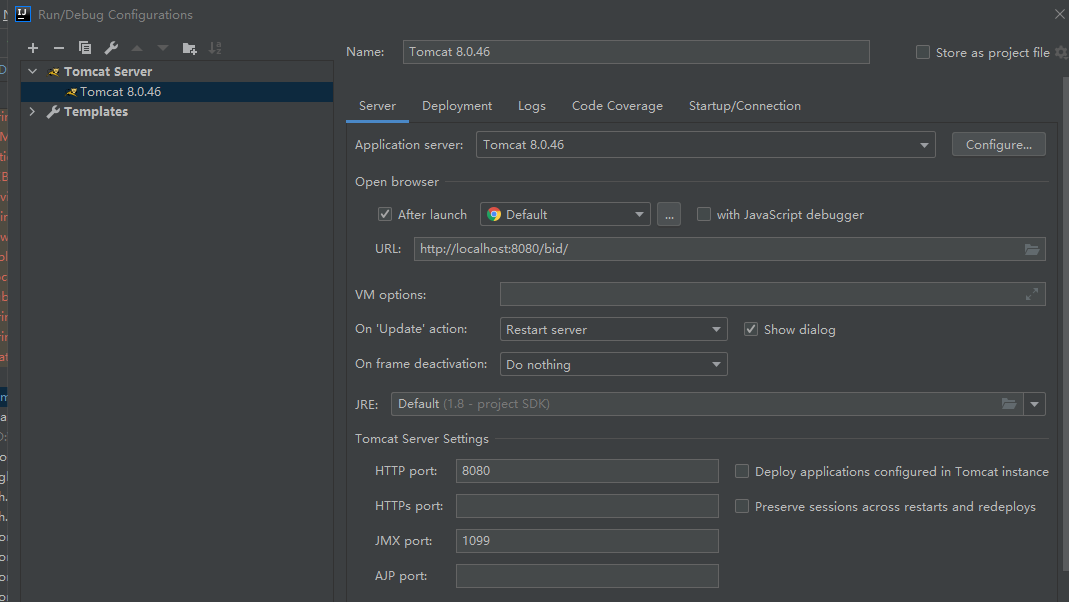 Run/Debug Configurations
Name: Tomcat 8.0.46 Store as project file
Tomcat Server
Tomcat 8.0.46
Templates
Server Deployment Logs Code Coverage Startup/Connection
Application server: Tomcat 8.0.46 Configure...
Open browser
After launch Default ... with JavaScript debugger
URL: http://localhost:8080/bid/
VM options:
On 'Update' action: Restart server Show dialog
On frame deactivation: Do nothing
JRE: Default (1.8 - project SDK)
Tomcat Server Settings
HTTP port: 8080 Deploy applications configured in Tomcat instance
HTTPs port: Preserve sessions across restarts and redeploys
JMX port: 1099
AJP port: